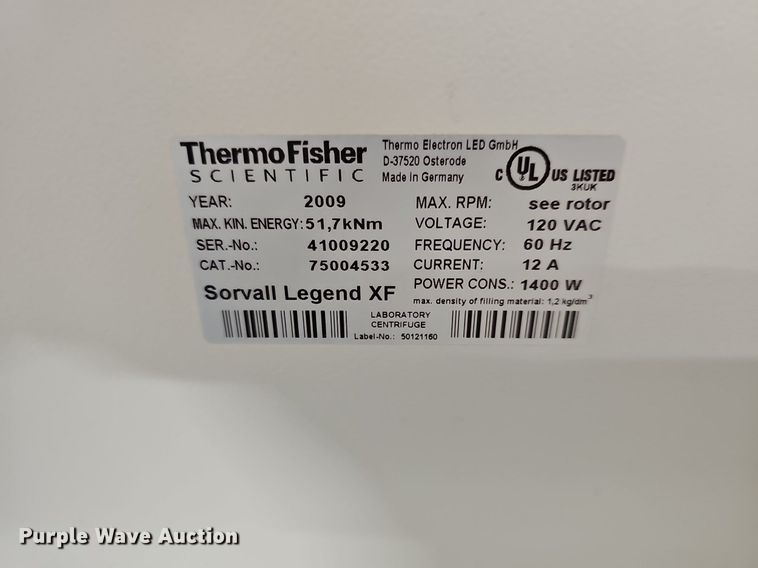 ThermoFisher
SCIENTIFIC
Thermo Electron LED GmbH
D-37520 Osterode
Made in Germany
C UL US LISTED
3KUK
YEAR: 2009
MAX. KIN. ENERGY: 51,7kNm
SER.-No.: 41009220
CAT.-No.: 75004533
Sorvall Legend XF
MAX. RPM: see rotor
VOLTAGE: 120 VAC
FREQUENCY: 60 Hz
CURRENT: 12 A
POWER CONS.: 1400 W
max. density of filling material: 1,2 kg/dm³
LABORATORY
CENTRIFUGE
Label-No.: 50121160
Purple Wave Auction